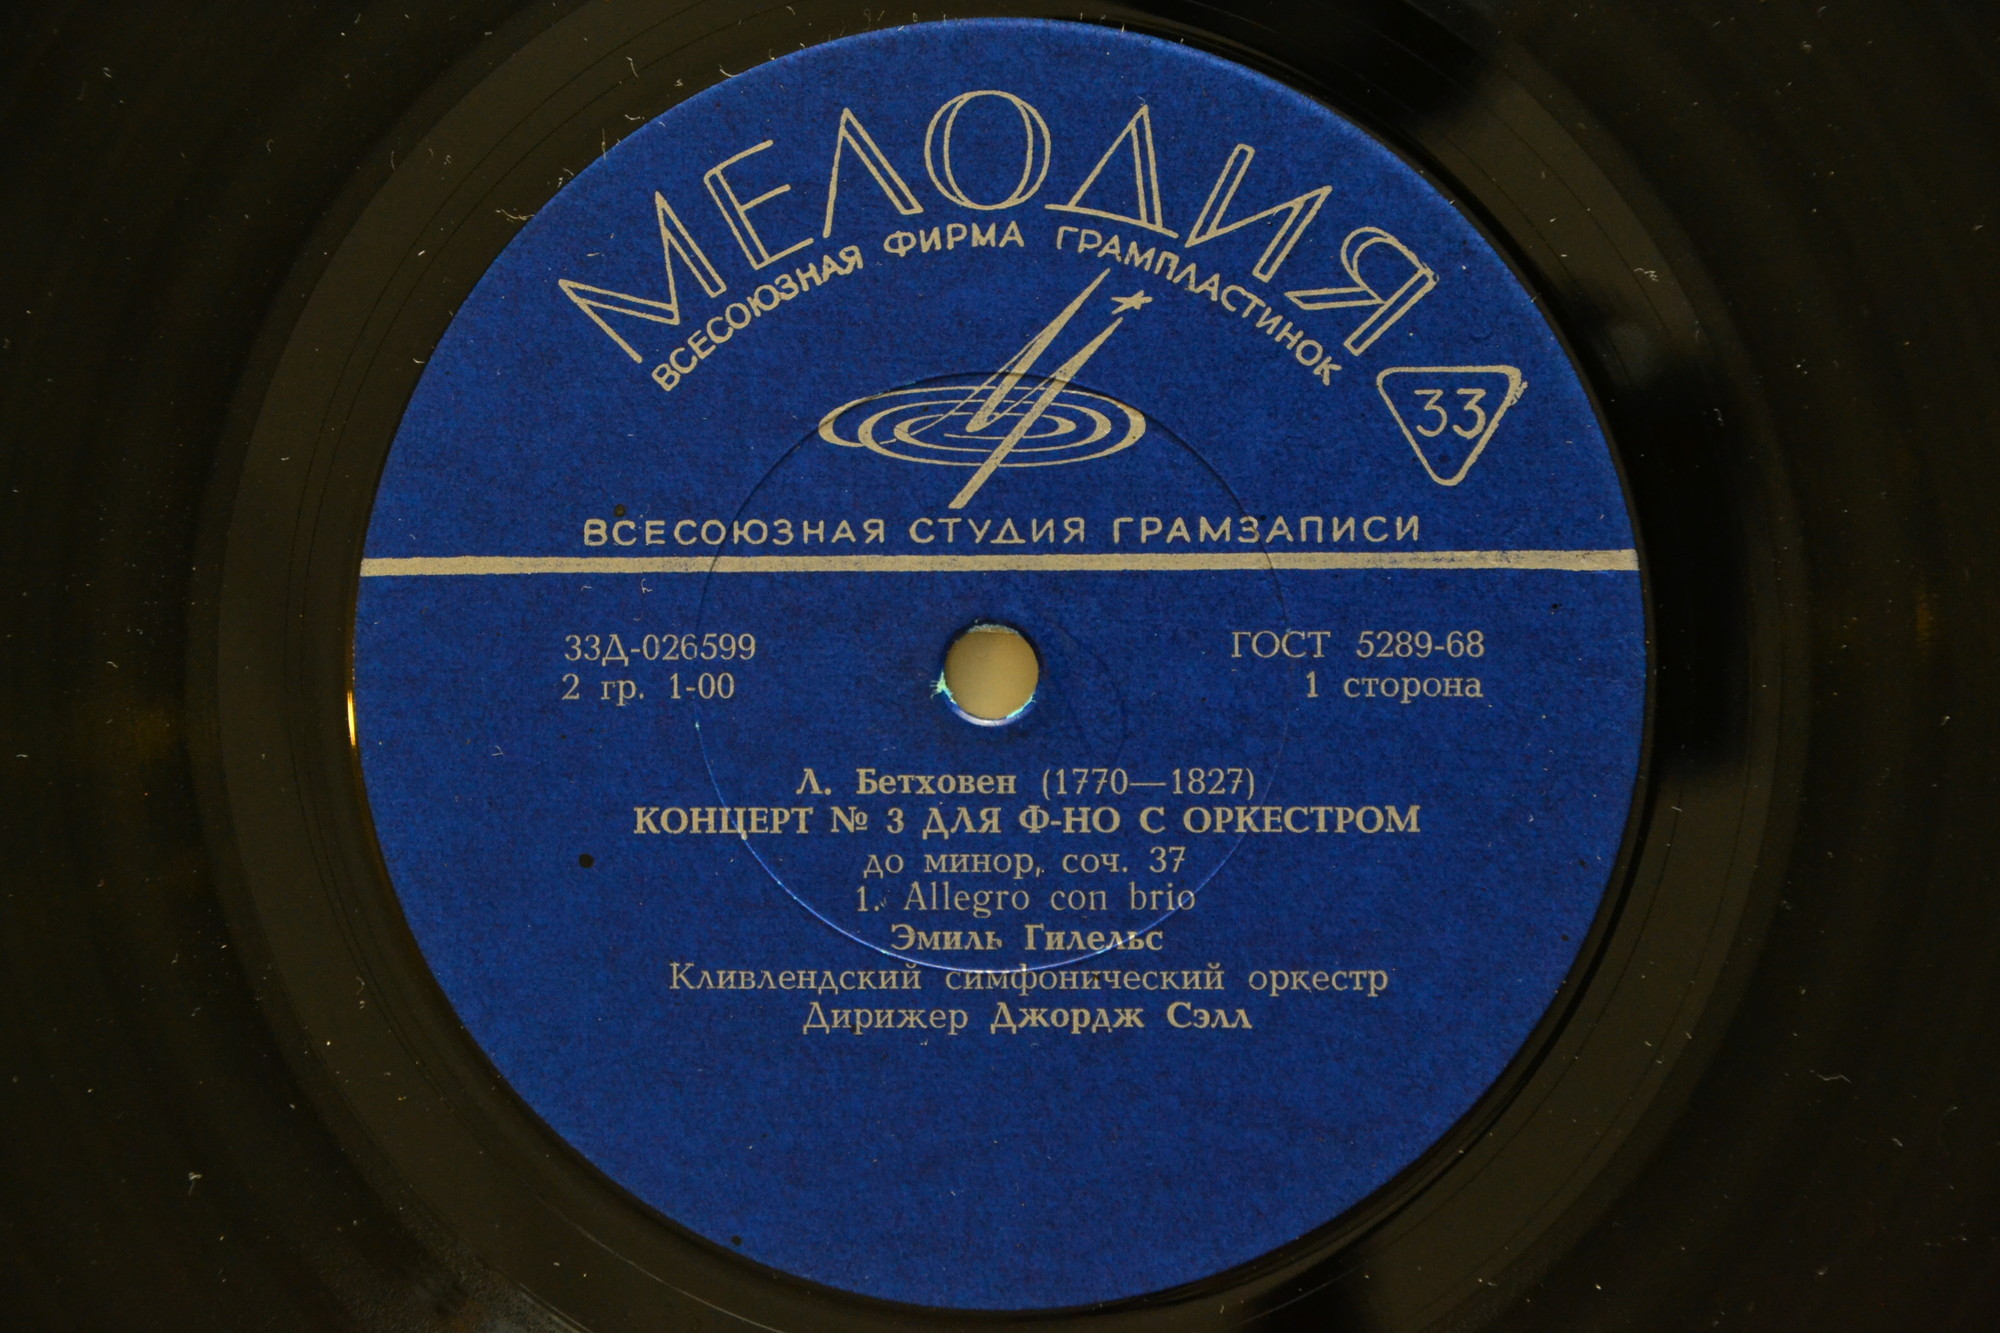 МЕЛОДИЯ
ВСЕСОЮЗНАЯ ФИРМА ГРАМПЛАСТИНОК
33
ВСЕСОЮЗНАЯ СТУДИЯ ГРАМЗАПИСИ
33Д-026599
ГОСТ 5289-68
2 гр. 1-00
1 сторона
Л. Бетховен (1770—1827)
КОНЦЕРТ № 3 ДЛЯ Ф-НО С ОРКЕСТРОМ
до минор, соч. 37
1. Allegro con brio
Эмиль Гилельс
Кливлендский симфонический оркестр
Дирижер Джордж Сэлл